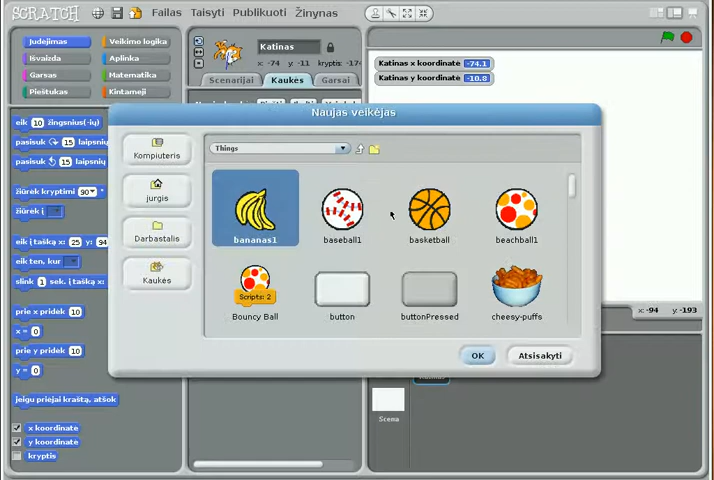 SCRATCH Failas Taisyti Publikuoti Žinynas
Judėjimas Veikimo logika
Išvaizda Aplinka
Garsas Matematika
Pieštukas Kintamieji
Katinas
x: -74 y: -11 kryptis:
Scenarijai Kaukės Garsai
Katinas x koordinatė -74.1
Katinas y koordinatė -10.8
eik 10 žingsnius(-ių)
pasisuk 15 laipsnių
pasisuk 15 laipsnių
žiūrėk kryptimi 90
žiūrėk į
eik į tašką x: 25 y: 94
eik ten, kur
slink 1 sek. į tašką x:
prie x pridėk 10
x = 0
prie y pridėk 10
y = 0
jeigu priėjai kraštą, atšok
x koordinatė
y koordinatė
kryptis
Naujas veikėjas
Kompiuteris
jurgis
Darbastalis
Kaukės
Things
bananas1 baseball1 basketball beachball1
Scripts: 2
Bouncy Ball button buttonPressed cheesy-puffs
OK Atsisakyti
x: -94 y: -193
Scena